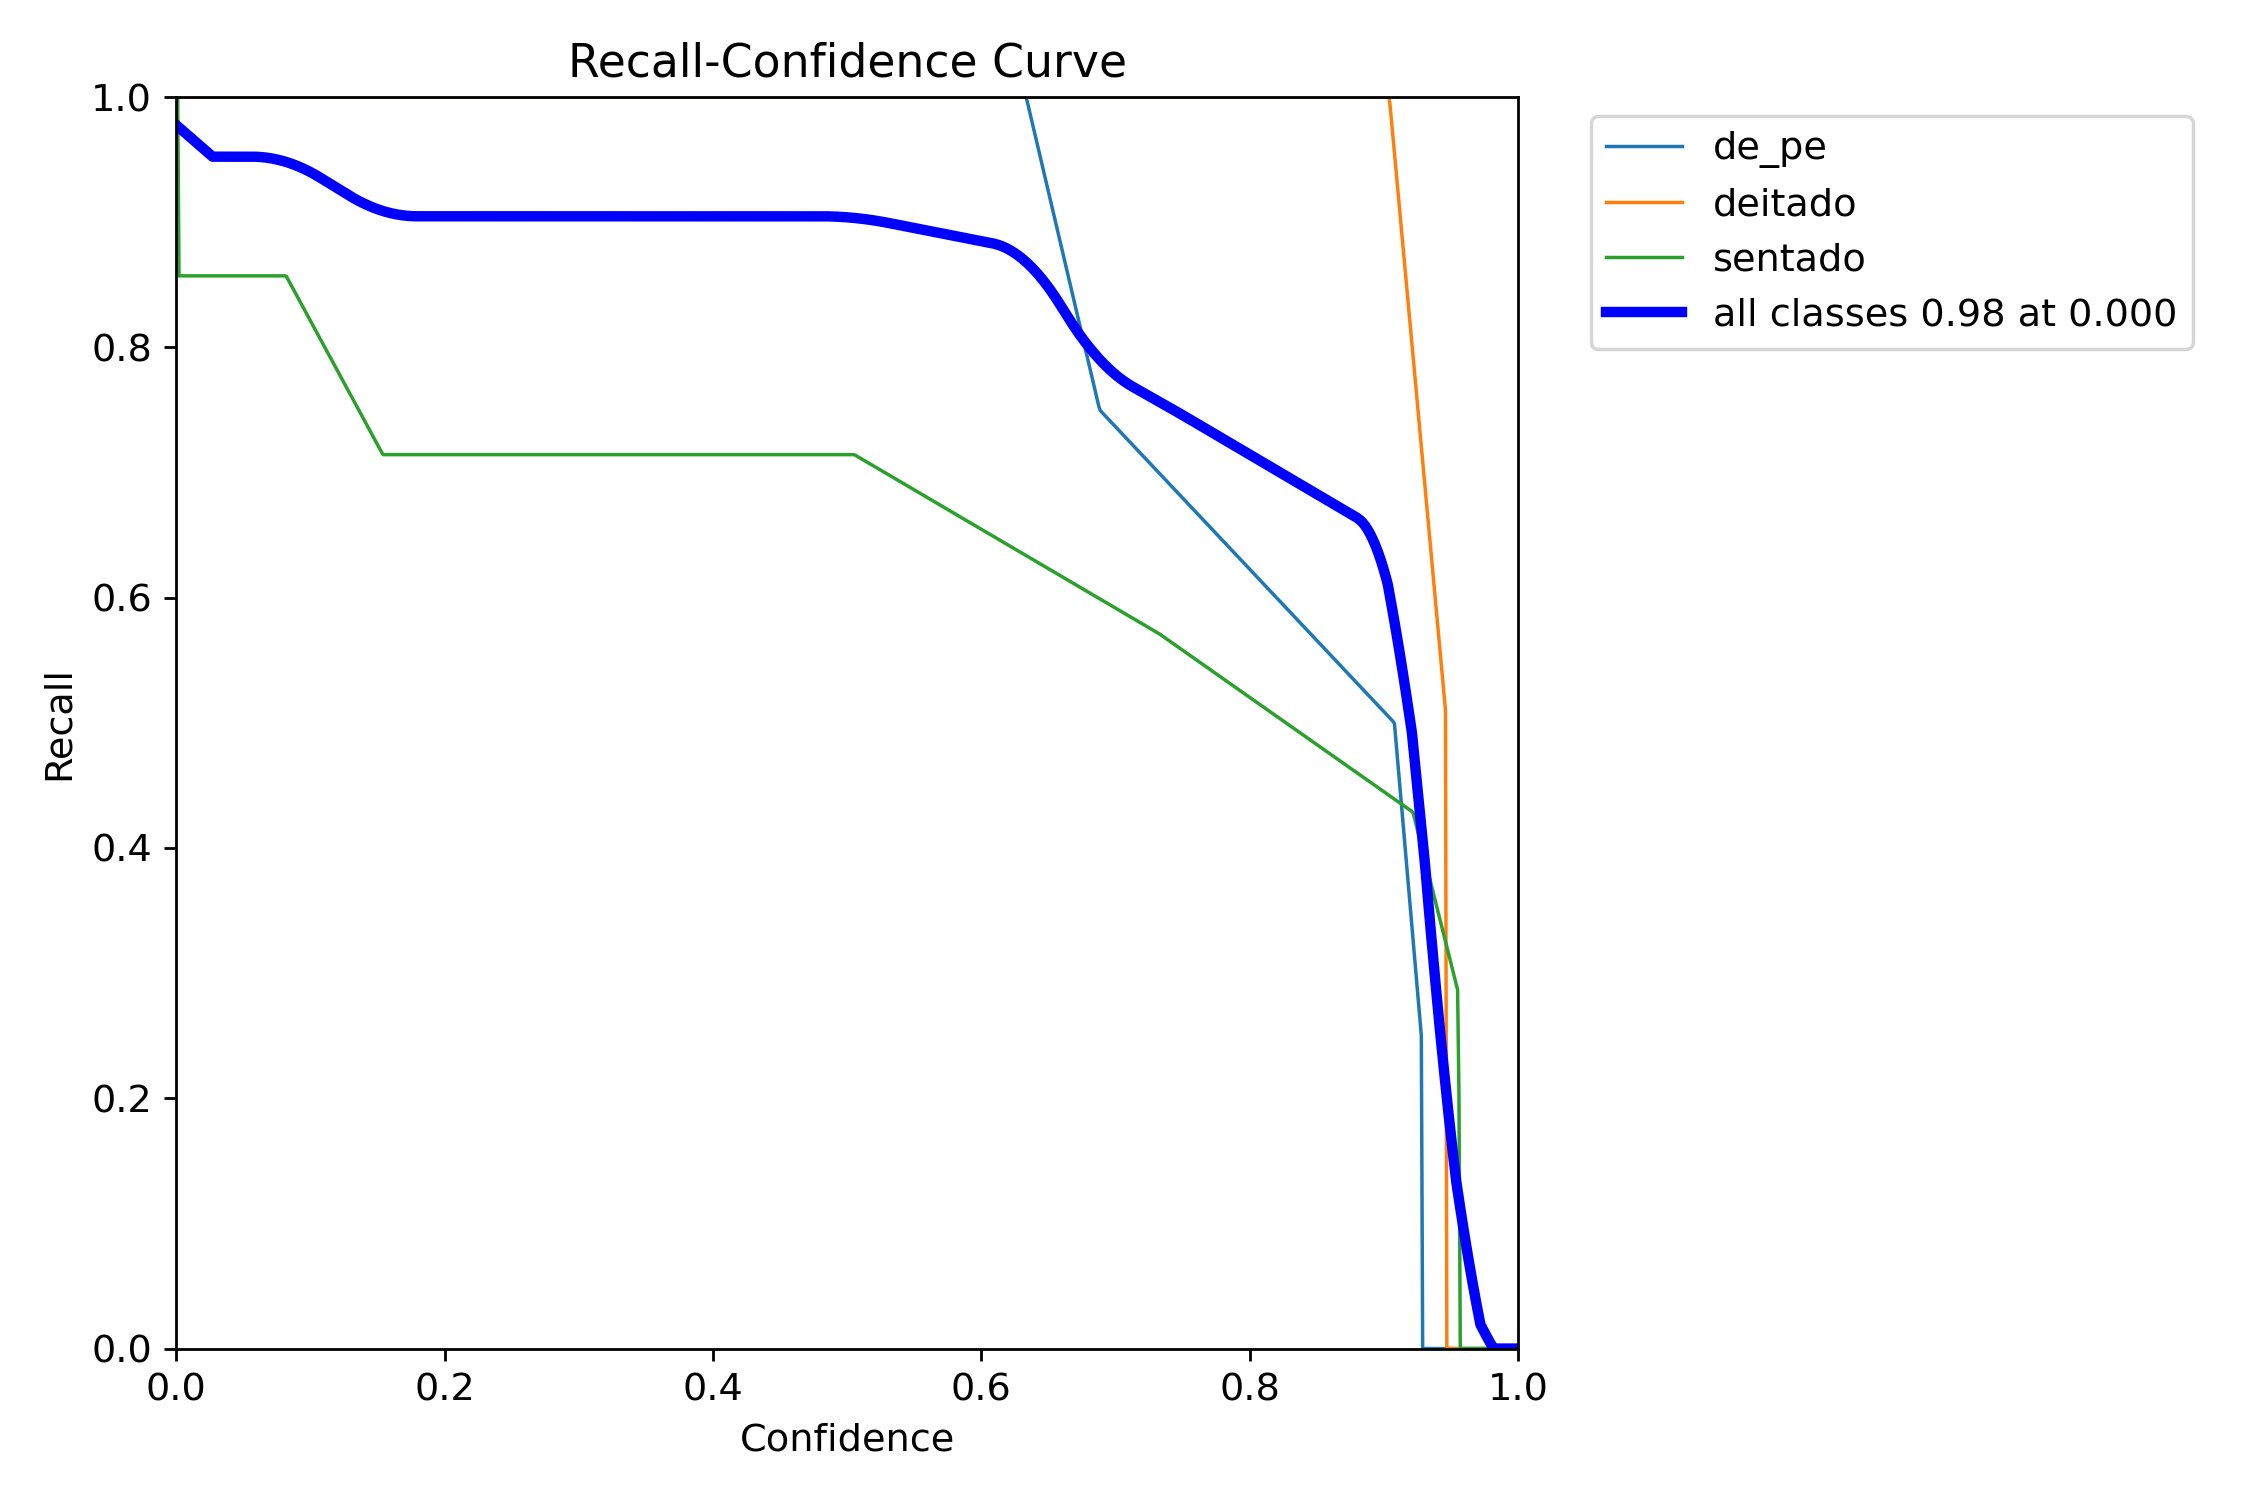 Recall-Confidence Curve
1.0
0.8
0.6
0.4
0.2
0.0
Recall
0.0 0.2 0.4 0.6 0.8 1.0
Confidence
de_pe
deitado
sentado
all classes 0.98 at 0.000